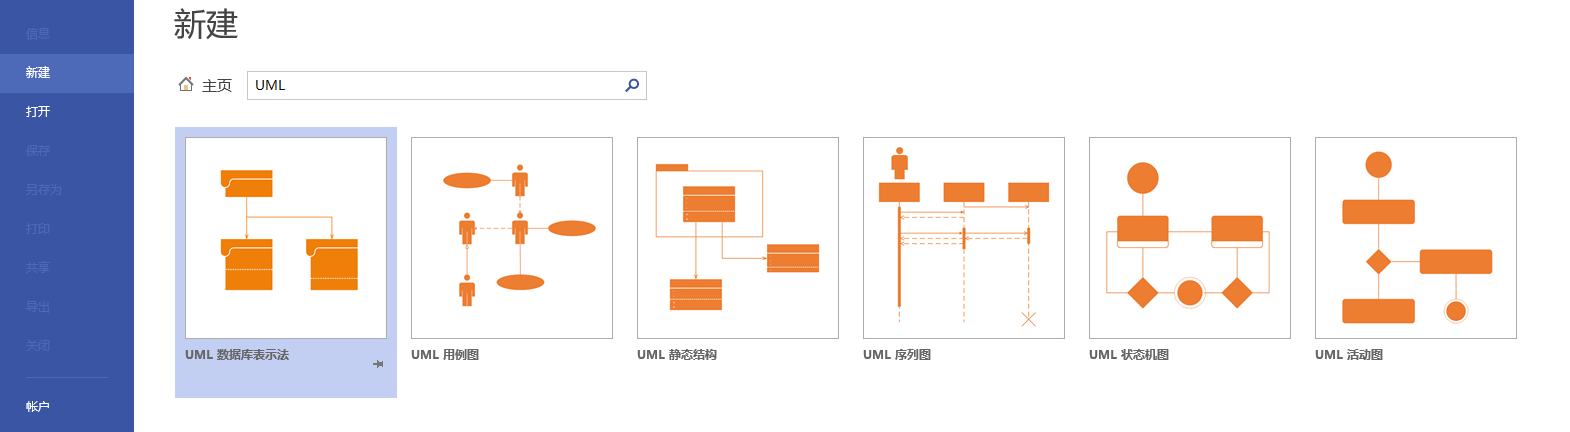 信息
新建
打开
保存
另存为
打印
共享
导出
关闭
帐户
新建
主页
UML
UML 数据库表示法
UML 用例图
UML 静态结构
UML 序列图
UML 状态机图
UML 活动图